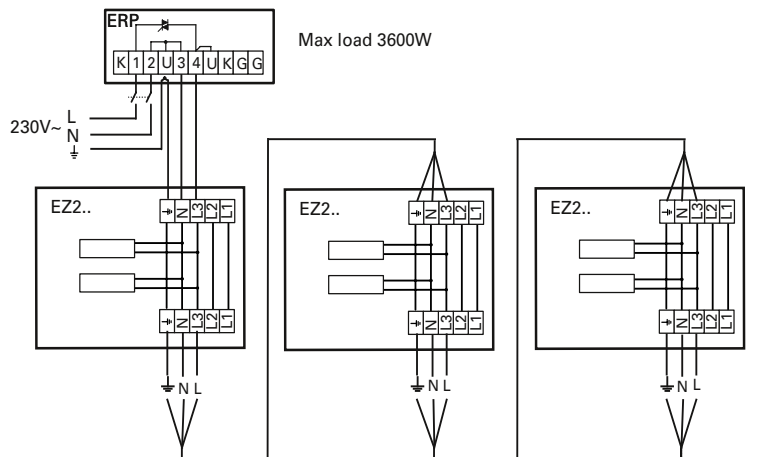 ERP
Max load 3600W
K 1 2 U 3 4 U K G G
230V~
L
N
EZ2..
N L3 L2 L1
N L3 L2 L1
N L
EZ2..
N L3 L2 L1
N L3 L2 L1
N L
EZ2..
N L3 L2 L1
N L3 L2 L1
N L